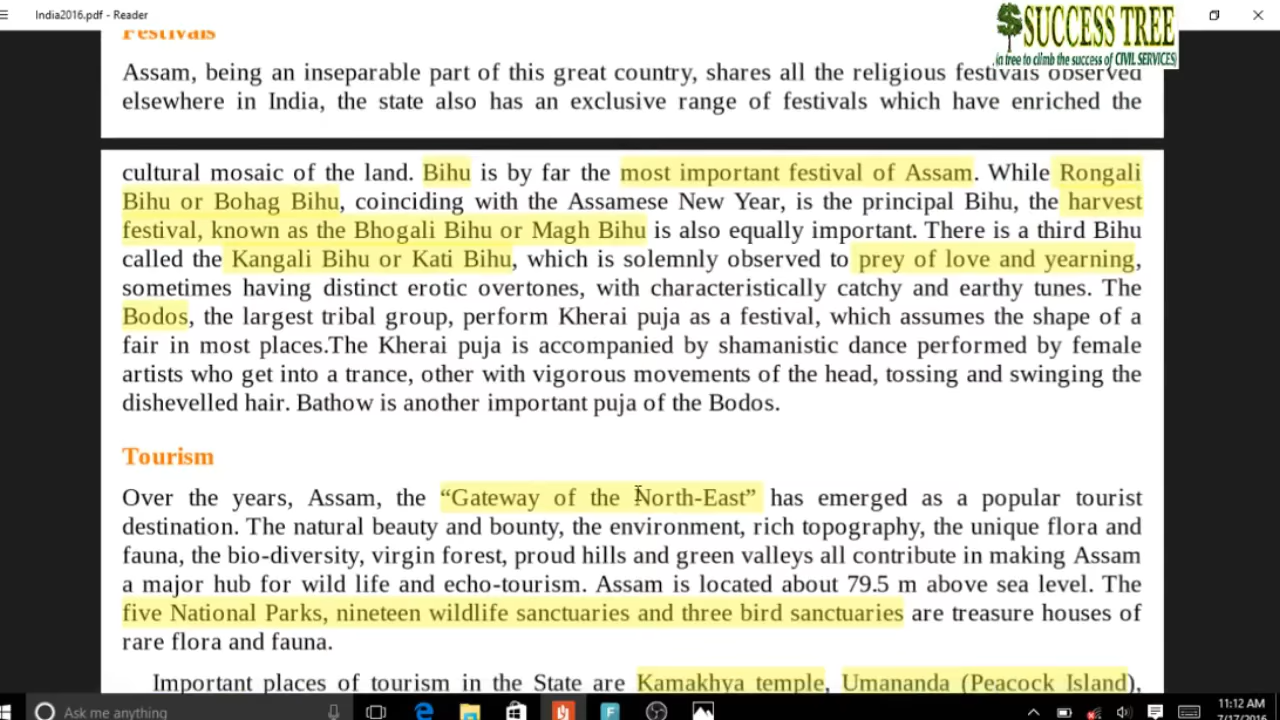 India2016.pdf - Reader
SUCCESS TREE
(a tree to climb the success of CIVIL SERVICES)
Festivals
Assam, being an inseparable part of this great country, shares all the religious festivals observed
elsewhere in India, the state also has an exclusive range of festivals which have enriched the
cultural mosaic of the land. Bihu is by far the most important festival of Assam. While Rongali
Bihu or Bohag Bihu, coinciding with the Assamese New Year, is the principal Bihu, the harvest
festival, known as the Bhogali Bihu or Magh Bihu is also equally important. There is a third Bihu
called the Kangali Bihu or Kati Bihu, which is solemnly observed to prey of love and yearning,
sometimes having distinct erotic overtones, with characteristically catchy and earthy tunes. The
Bodos, the largest tribal group, perform Kherai puja as a festival, which assumes the shape of a
fair in most places.The Kherai puja is accompanied by shamanistic dance performed by female
artists who get into a trance, other with vigorous movements of the head, tossing and swinging the
dishevelled hair. Bathow is another important puja of the Bodos.
Tourism
Over the years, Assam, the “Gateway of the North-East” has emerged as a popular tourist
destination. The natural beauty and bounty, the environment, rich topography, the unique flora and
fauna, the bio-diversity, virgin forest, proud hills and green valleys all contribute in making Assam
a major hub for wild life and echo-tourism. Assam is located about 79.5 m above sea level. The
five National Parks, nineteen wildlife sanctuaries and three bird sanctuaries are treasure houses of
rare flora and fauna.
Important places of tourism in the State are Kamakhya temple, Umananda (Peacock Island),
Ask me anything
11:12 AM
7/17/2016